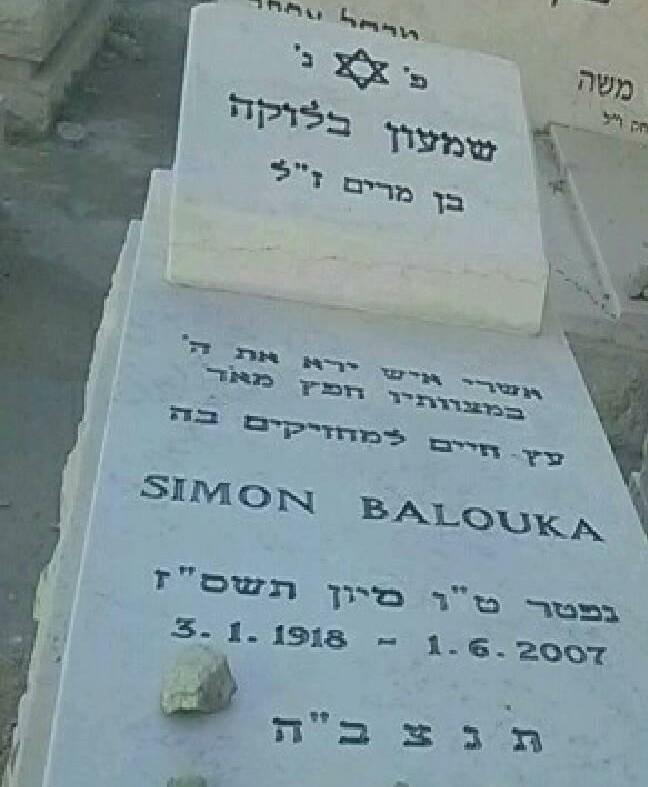 משה
פ' נ'
שמעון בלוקה
בן מרים ז"ל
אשרי איש ירא את ה'
במצוותיו חפץ מאד
עץ חיים למחזיקים בה
SIMON BALOUKA
נפטר ט"ו סיון תשס"ז
3.1.1918 - 1.6.2007
ת נ צ ב"ה